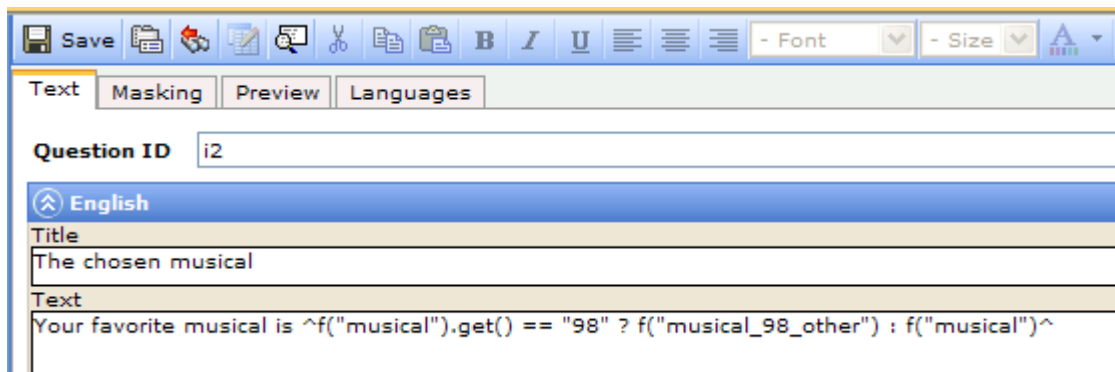 Save B I U - Font - Size A
Text Masking Preview Languages
Question ID i2
English
Title
The chosen musical
Text
Your favorite musical is ^f("musical").get() == "98" ? f("musical_98_other") : f("musical")^